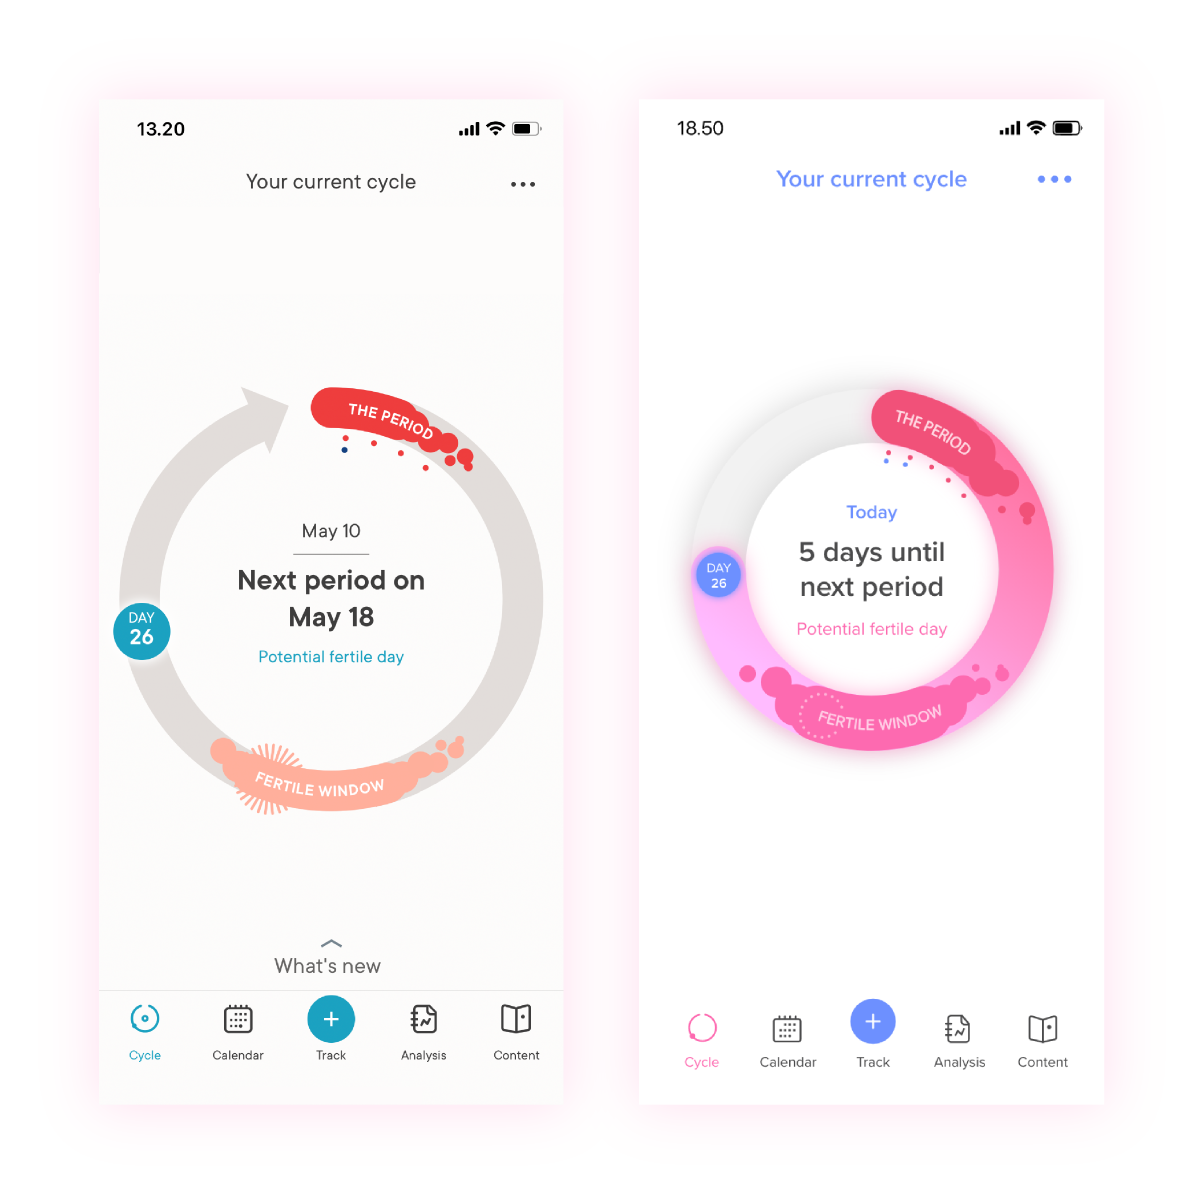 13.20
Your current cycle
THE PERIOD
May 10
Next period on
May 18
Potential fertile day
DAY
26
FERTILE WINDOW
What's new
Cycle
Calendar
Track
Analysis
Content
18.50
Your current cycle
THE PERIOD
Today
5 days until
next period
Potential fertile day
DAY
26
FERTILE WINDOW
Cycle
Calendar
Track
Analysis
Content